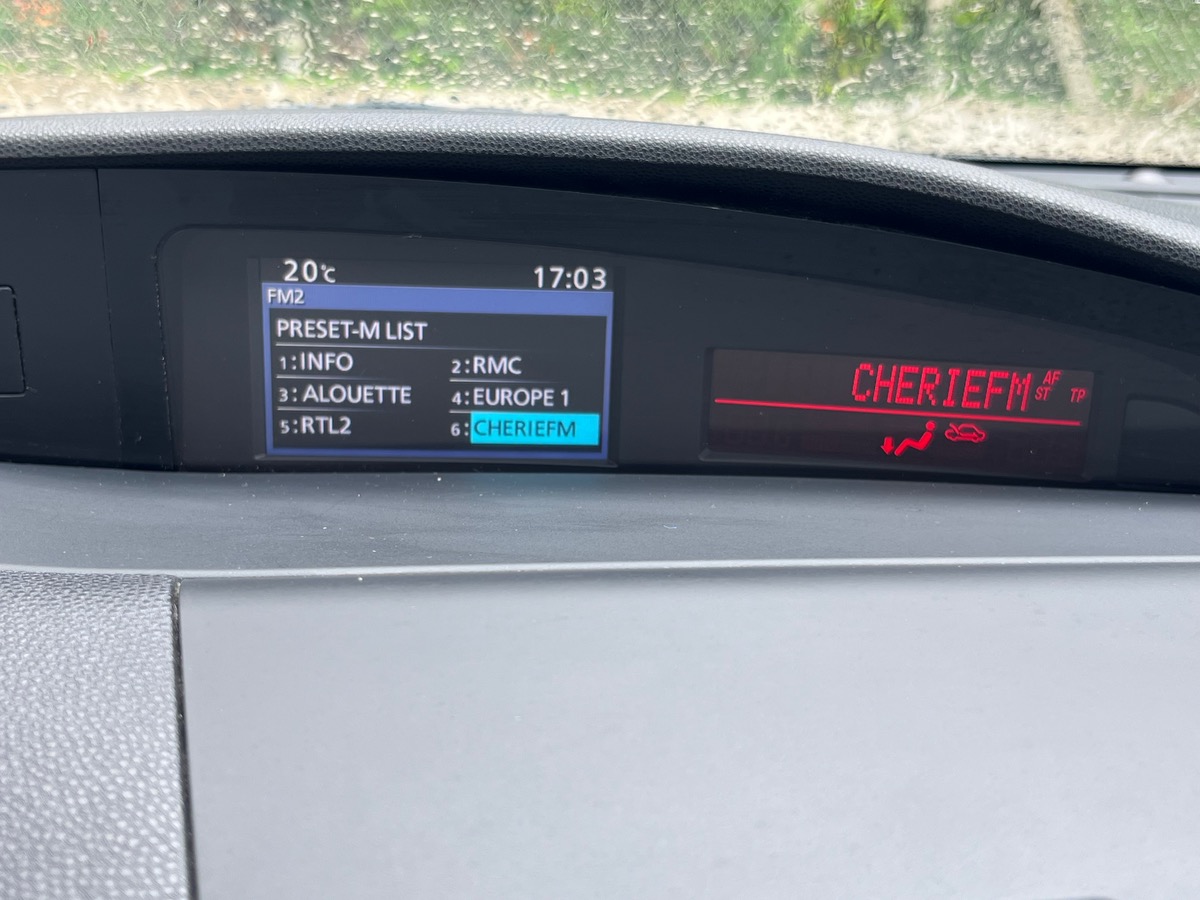 20°C 17:03
FM2
PRESET-M LIST
1:INFO 2:RMC
3:ALOUETTE 4:EUROPE 1
5:RTL2 6:CHERIEFM
CHERIEFM AF ST TP